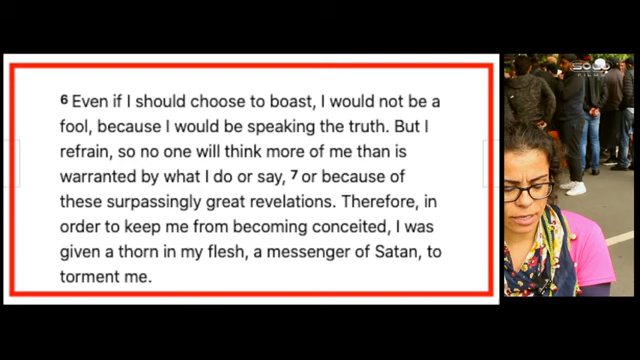 SOCO
FILMS
6 Even if I should choose to boast, I would not be a
fool, because I would be speaking the truth. But I
refrain, so no one will think more of me than is
warranted by what I do or say, 7 or because of
these surpassingly great revelations. Therefore, in
order to keep me from becoming conceited, I was
given a thorn in my flesh, a messenger of Satan, to
torment me.